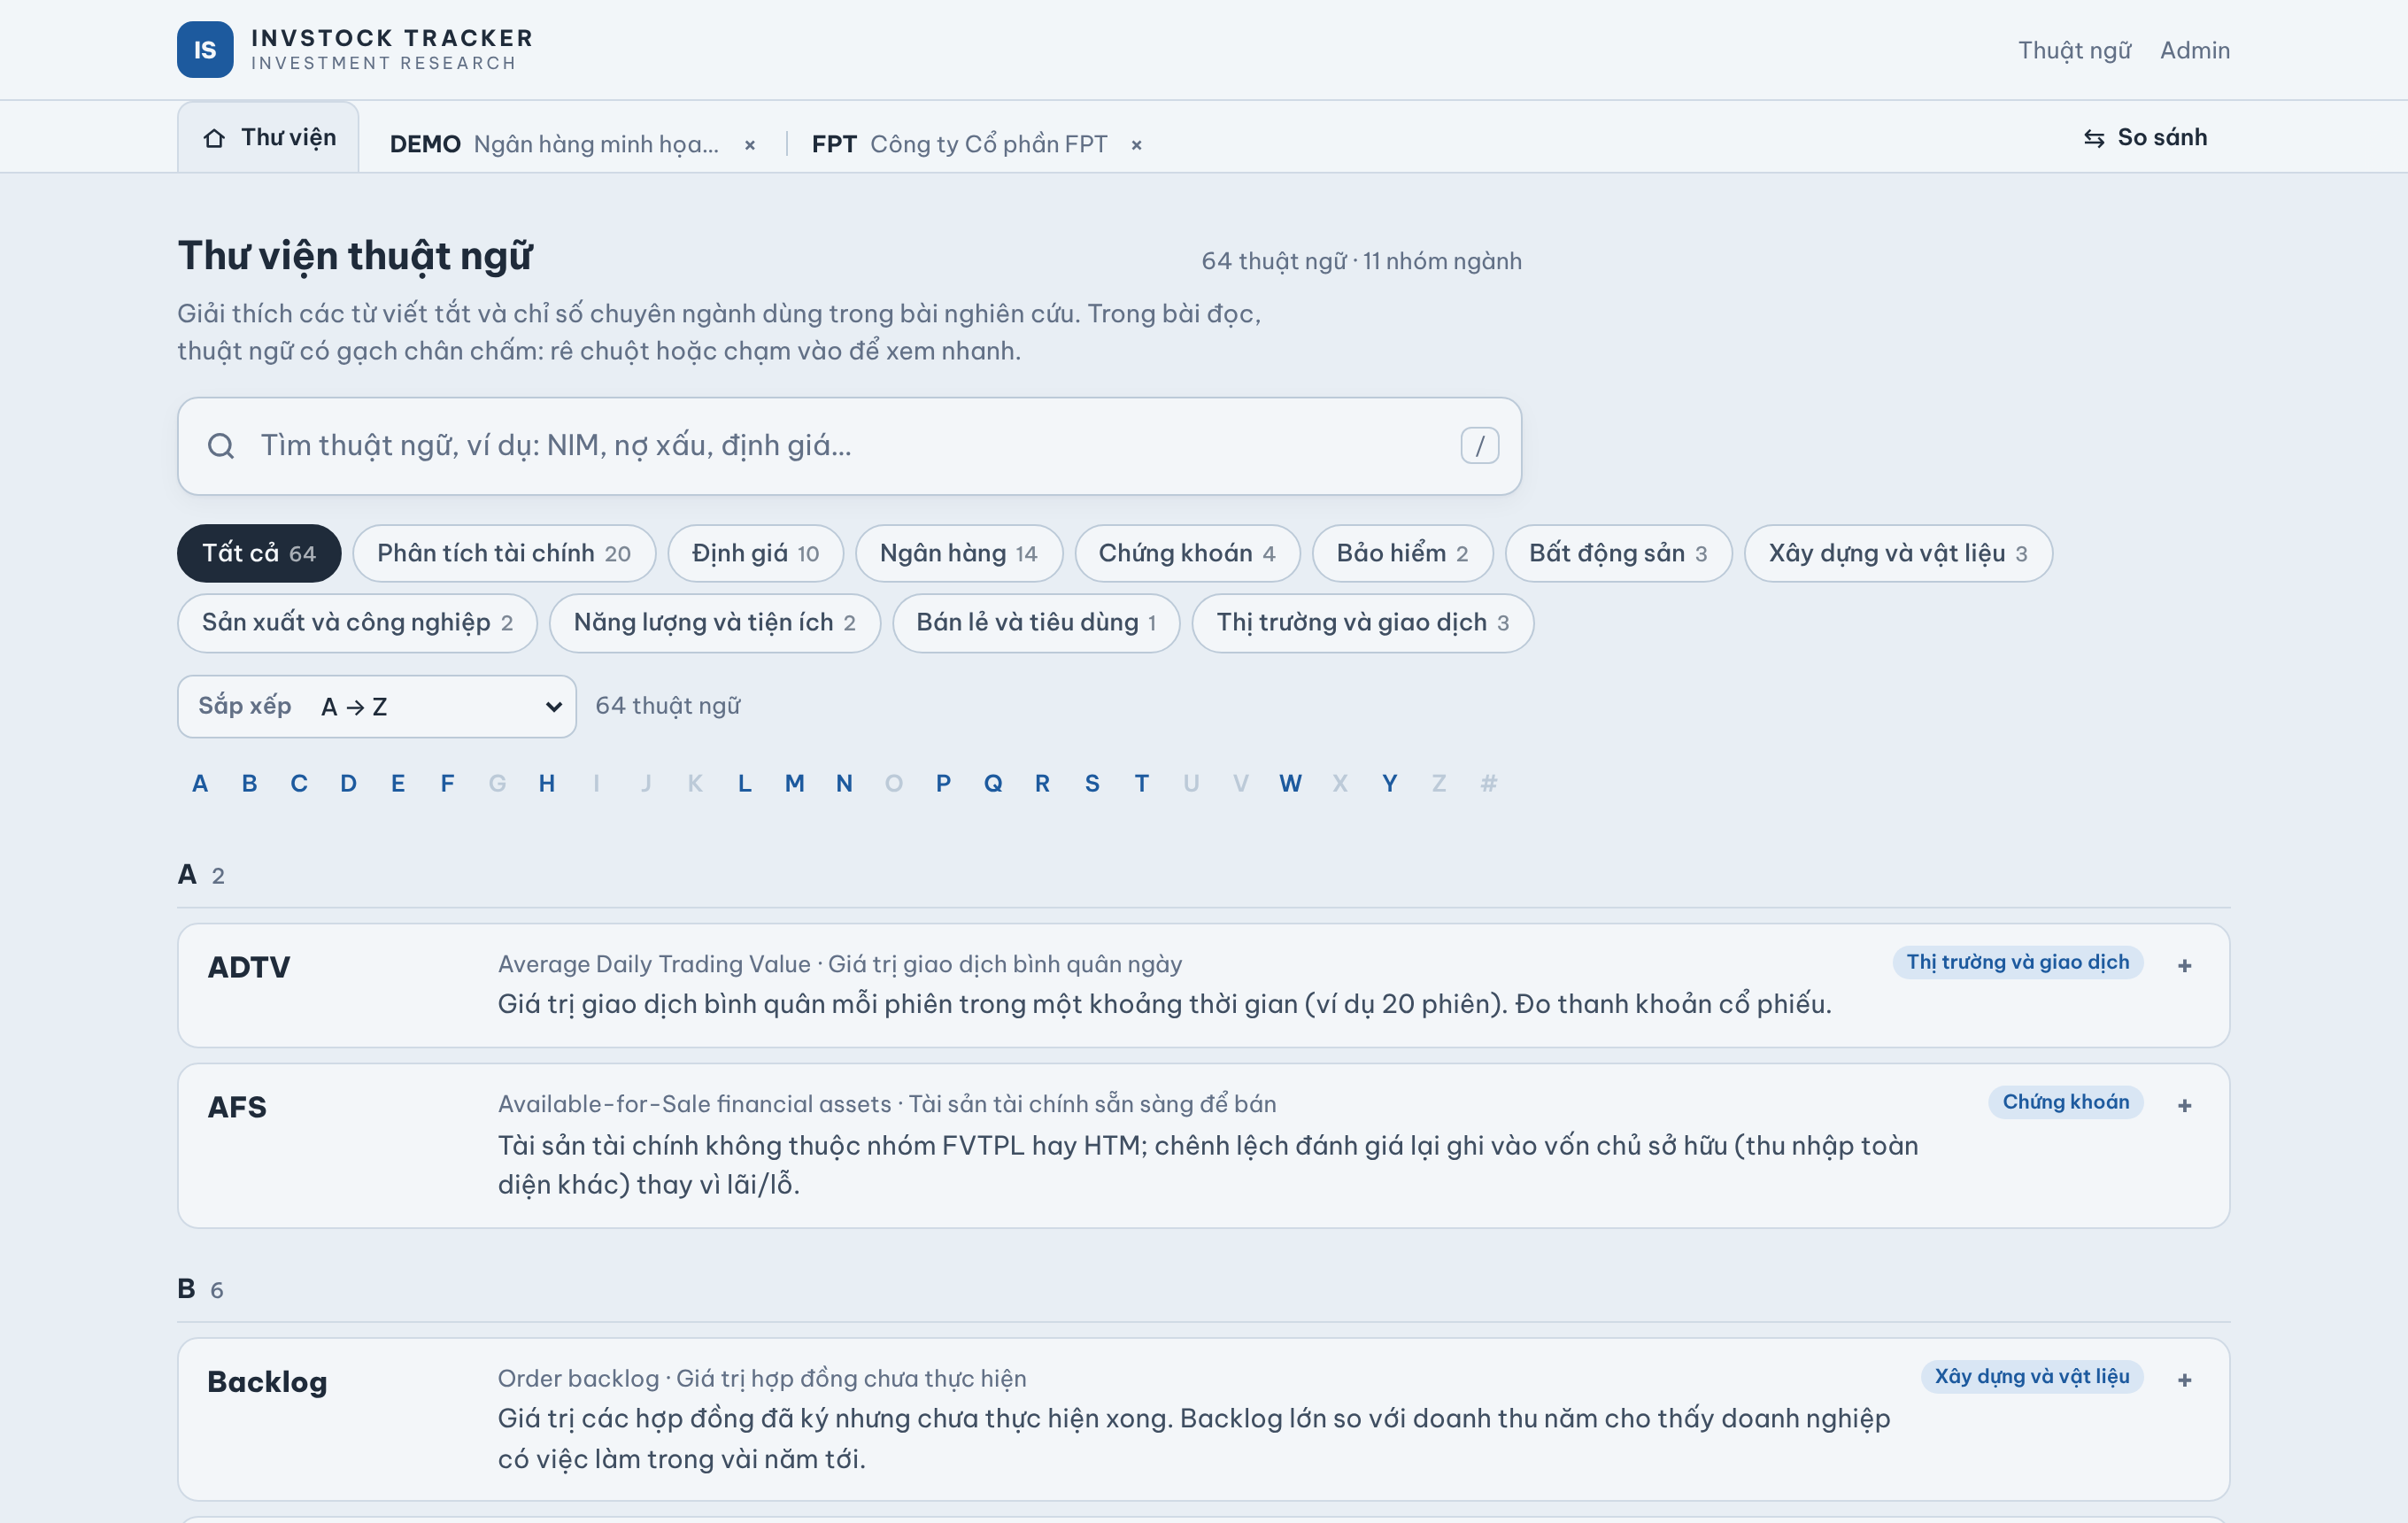 IS
INVSTOCK TRACKER
INVESTMENT RESEARCH
Thuật ngữ Admin
Thư viện DEMO Ngân hàng minh họa... × FPT Công ty Cổ phần FPT × So sánh
Thư viện thuật ngữ 64 thuật ngữ · 11 nhóm ngành
Giải thích các từ viết tắt và chỉ số chuyên ngành dùng trong bài nghiên cứu. Trong bài đọc,
thuật ngữ có gạch chân chấm: rê chuột hoặc chạm vào để xem nhanh.
Tìm thuật ngữ, ví dụ: NIM, nợ xấu, định giá... /
Tất cả 64 Phân tích tài chính 20 Định giá 10 Ngân hàng 14 Chứng khoán 4 Bảo hiểm 2 Bất động sản 3 Xây dựng và vật liệu 3
Sản xuất và công nghiệp 2 Năng lượng và tiện ích 2 Bán lẻ và tiêu dùng 1 Thị trường và giao dịch 3
Sắp xếp A → Z 64 thuật ngữ
A B C D E F G H I J K L M N O P Q R S T U V W X Y Z #
A 2
ADTV Average Daily Trading Value · Giá trị giao dịch bình quân ngày Thị trường và giao dịch +
Giá trị giao dịch bình quân mỗi phiên trong một khoảng thời gian (ví dụ 20 phiên). Đo thanh khoản cổ phiếu.
AFS Available-for-Sale financial assets · Tài sản tài chính sẵn sàng để bán Chứng khoán +
Tài sản tài chính không thuộc nhóm FVTPL hay HTM; chênh lệch đánh giá lại ghi vào vốn chủ sở hữu (thu nhập toàn
diện khác) thay vì lãi/lỗ.
B 6
Backlog Order backlog · Giá trị hợp đồng chưa thực hiện Xây dựng và vật liệu +
Giá trị các hợp đồng đã ký nhưng chưa thực hiện xong. Backlog lớn so với doanh thu năm cho thấy doanh nghiệp
có việc làm trong vài năm tới.